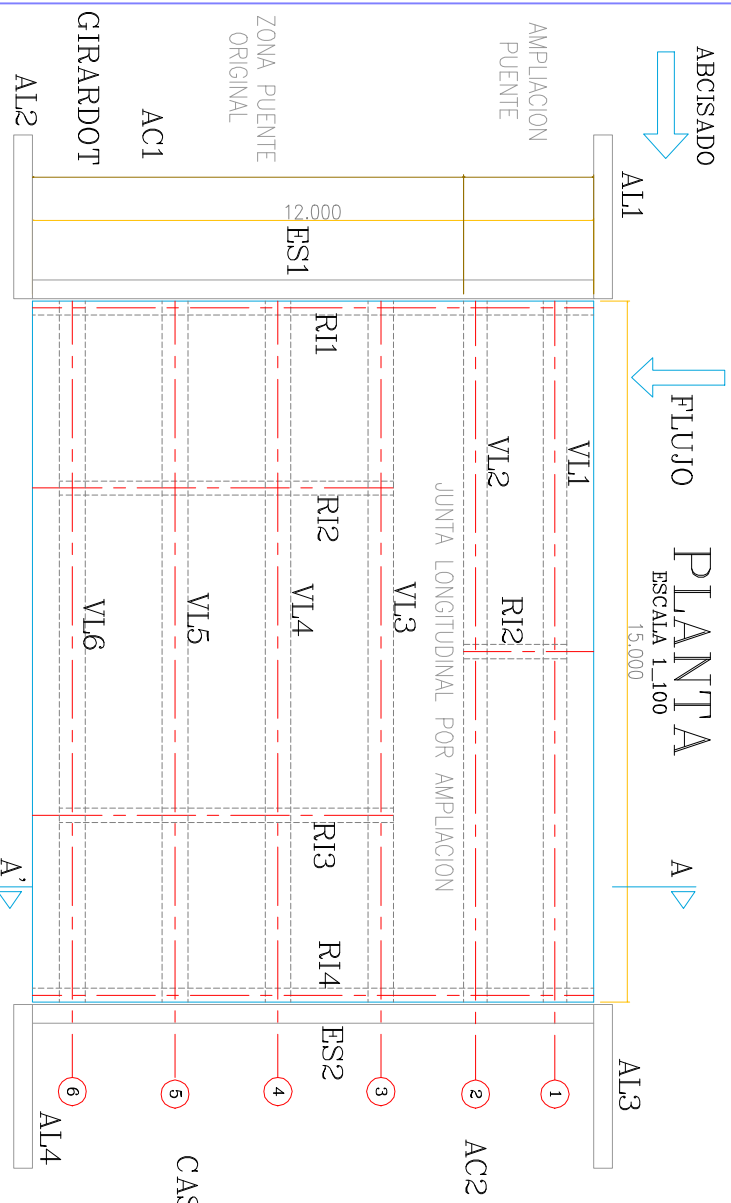 ABCISADO
AMPLIACION
PUENTE
ZONA PUENTE
ORIGINAL
GIRARDOT
AC1
AL2
AL1
12.000
ES1
FLUJO
PLANTA
ESCALA 1_100
15.000
RI1
VL1
VL2
JUNTA LONGITUDINAL POR AMPLIACION
RI2
RI2
VL3
VL4
VL5
VL6
RI3
RI4
A
A'
ES2
1
2
3
4
5
6
AL3
AC2
AL4
CAS